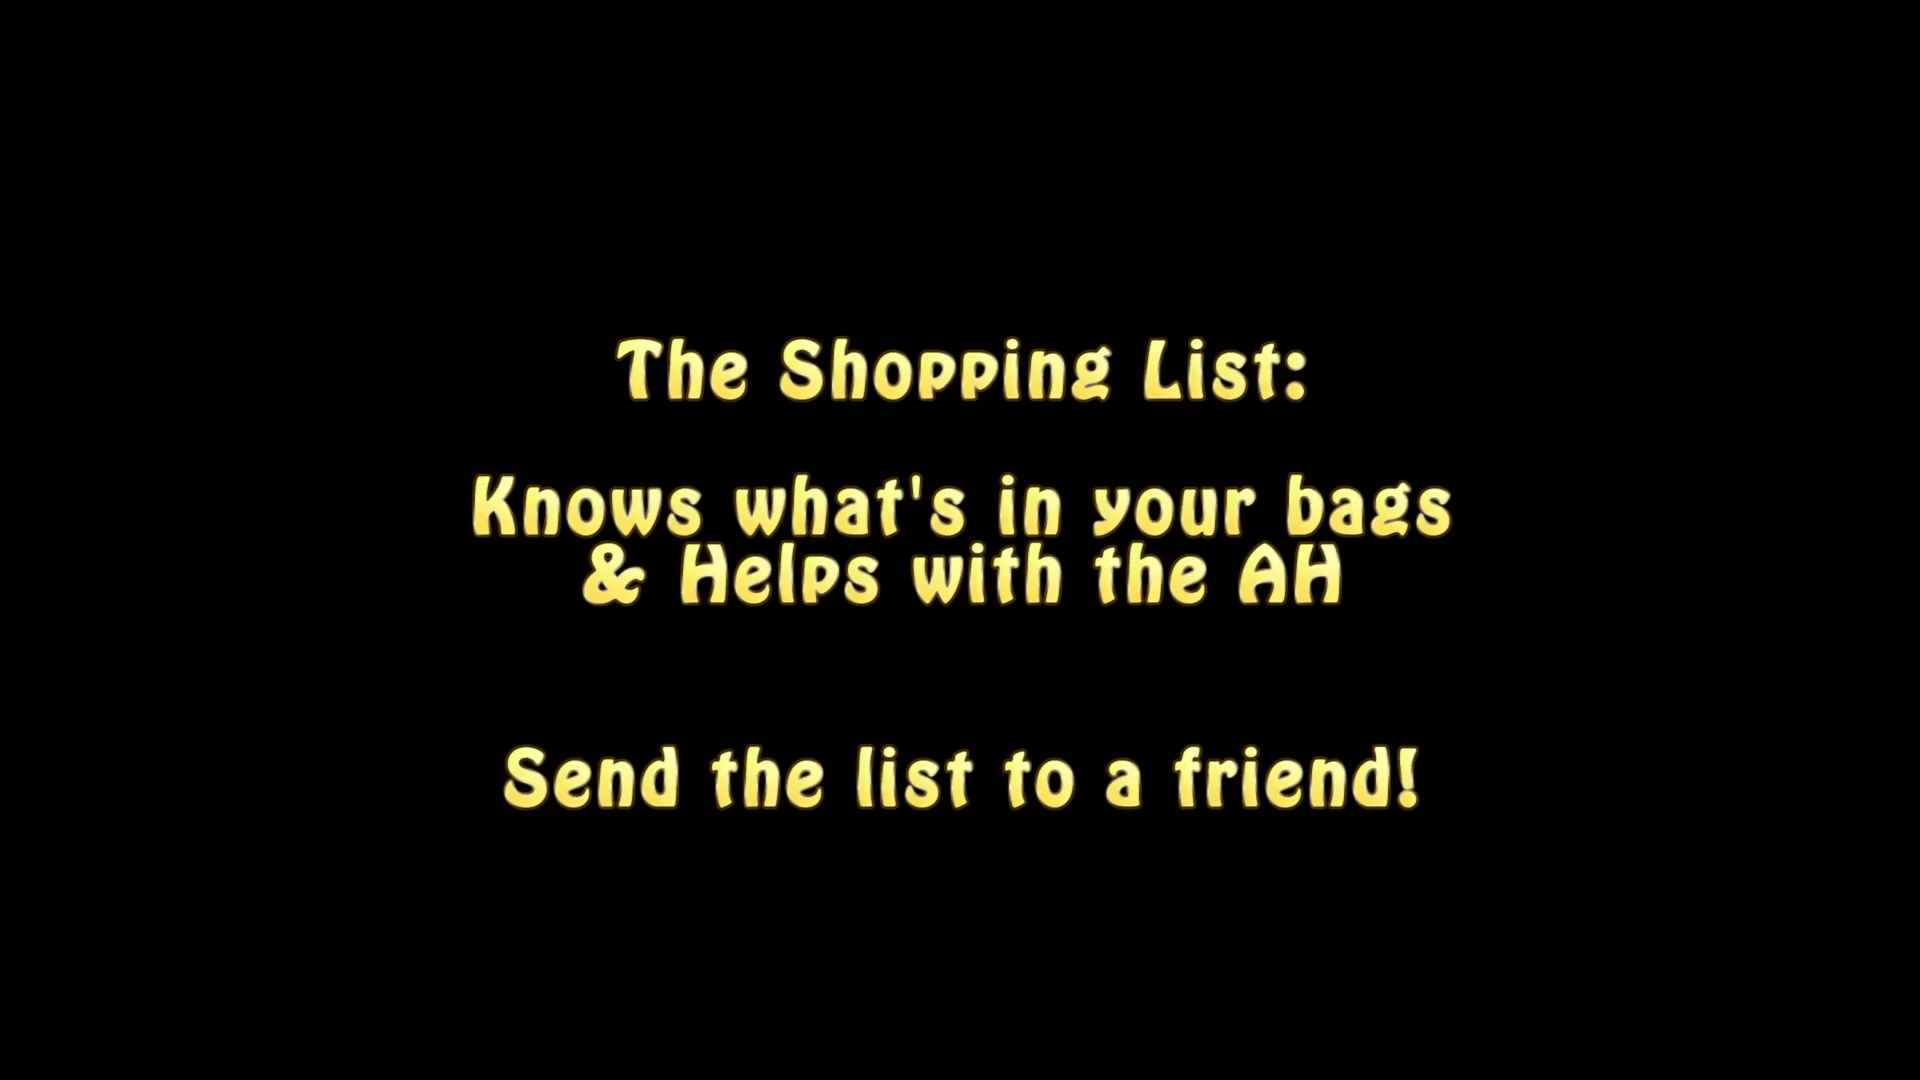 The Shopping List:
Knows what's in your bags
& Helps with the AH
Send the list to a friend!